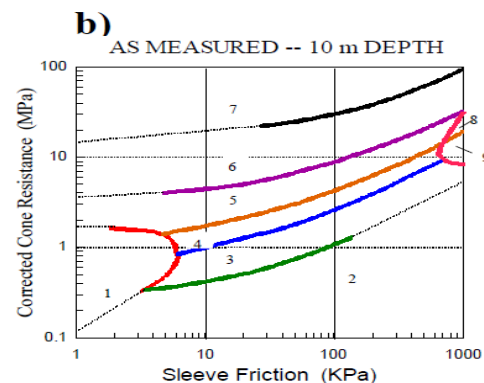 b)
AS MEASURED -- 10 m DEPTH
Corrected Cone Resistance (MPa)
100
10
1
0.1
7
8
9
6
5
4
3
1
2
1 10 100 1000
Sleeve Friction (KPa)